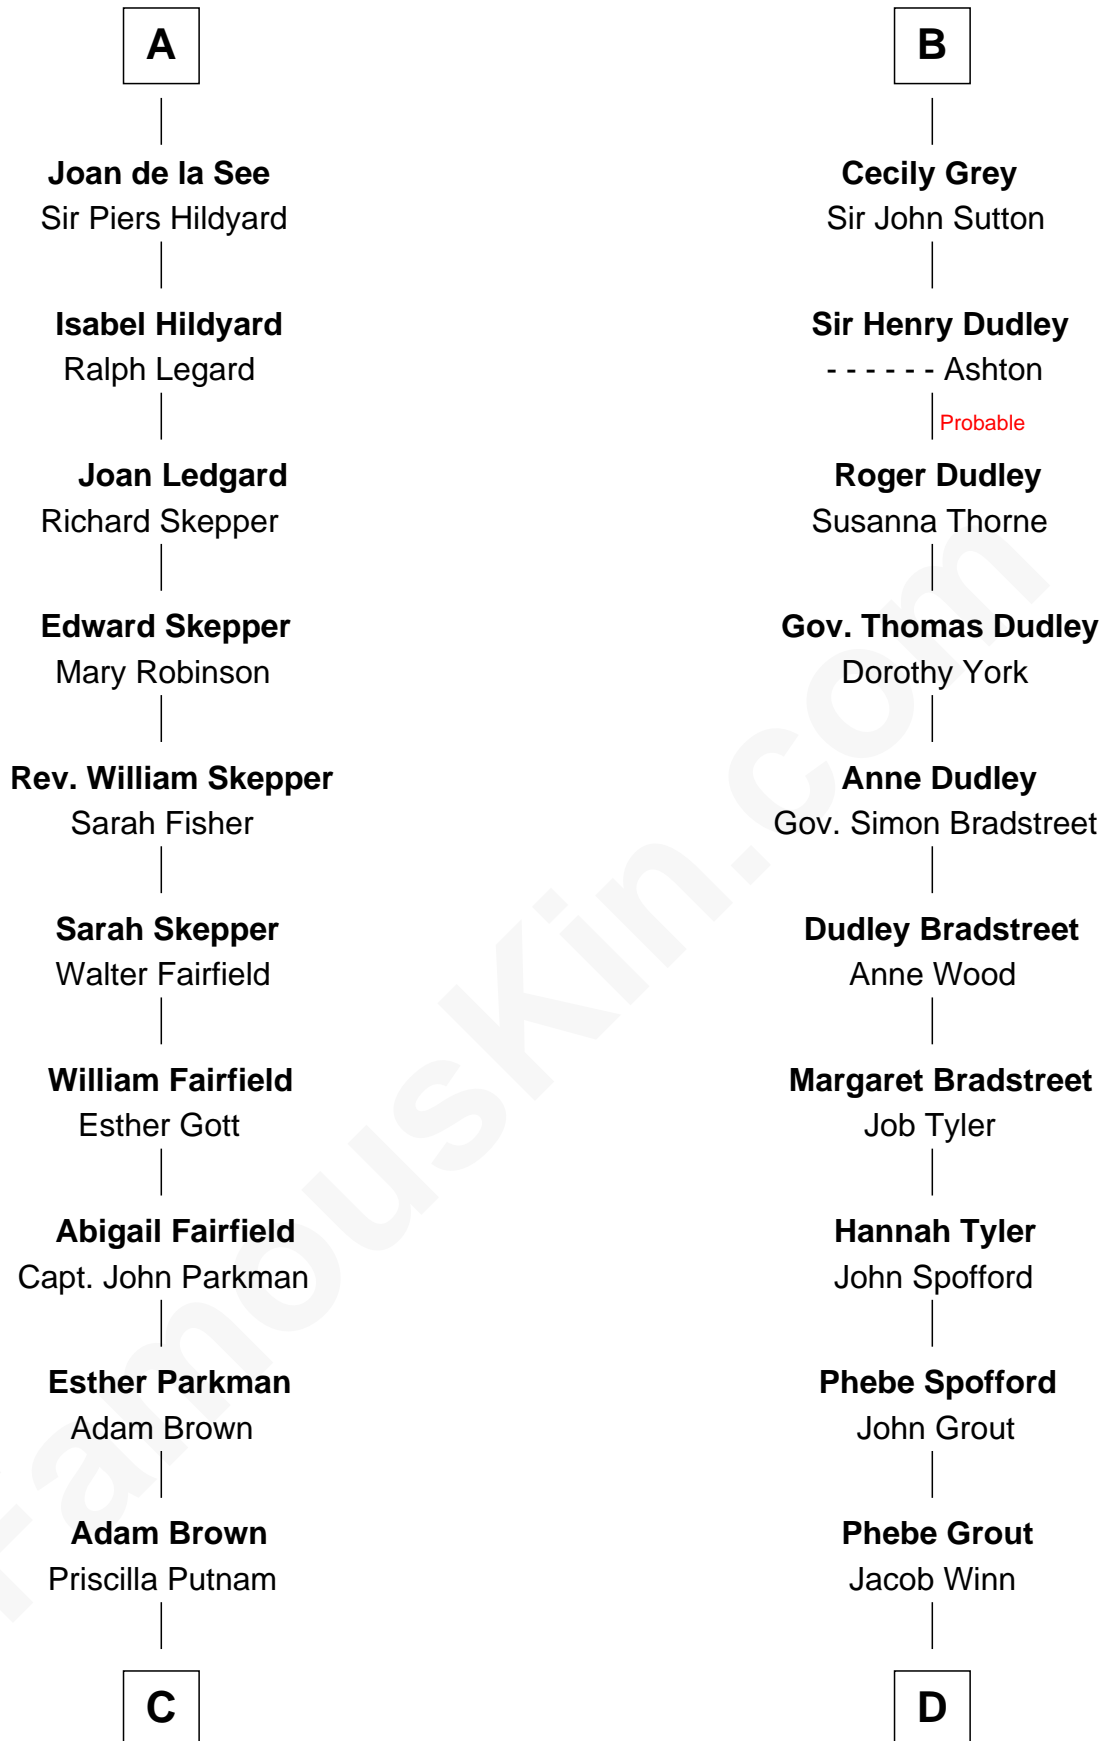 A
Joan de la See
Sir Piers Hildyard
Isabel Hildyard
Ralph Legard
Joan Ledgard
Richard Skepper
Edward Skepper
Mary Robinson
Rev. William Skepper
Sarah Fisher
Sarah Skepper
Walter Fairfield
William Fairfield
Esther Gott
Abigail Fairfield
Capt. John Parkman
Esther Parkman
Adam Brown
Adam Brown
Priscilla Putnam
C
B
Cecily Grey
Sir John Sutton
Sir Henry Dudley
- - - - - - Ashton
Probable
Roger Dudley
Susanna Thorne
Gov. Thomas Dudley
Dorothy York
Anne Dudley
Gov. Simon Bradstreet
Dudley Bradstreet
Anne Wood
Margaret Bradstreet
Job Tyler
Hannah Tyler
John Spofford
Phebe Spofford
John Grout
Phebe Grout
Jacob Winn
D
FamousKin.com